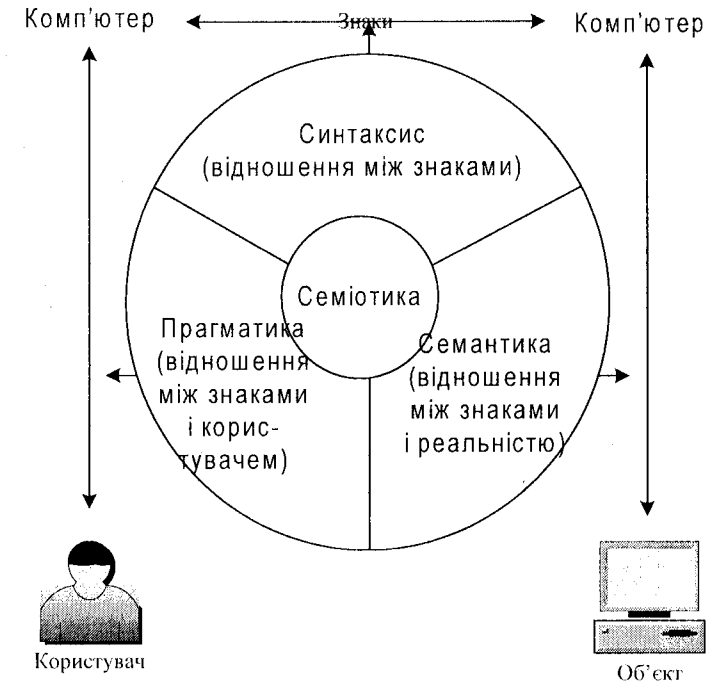 Комп'ютер
Знаки
Комп'ютер
Синтаксис
(відношення між знаками)
Семіотика
Прагматика
(відношення
між знаками
і корис-
тувачем)
Семантика
(відношення
між знаками
і реальністю)
Користувач
Об'єкт